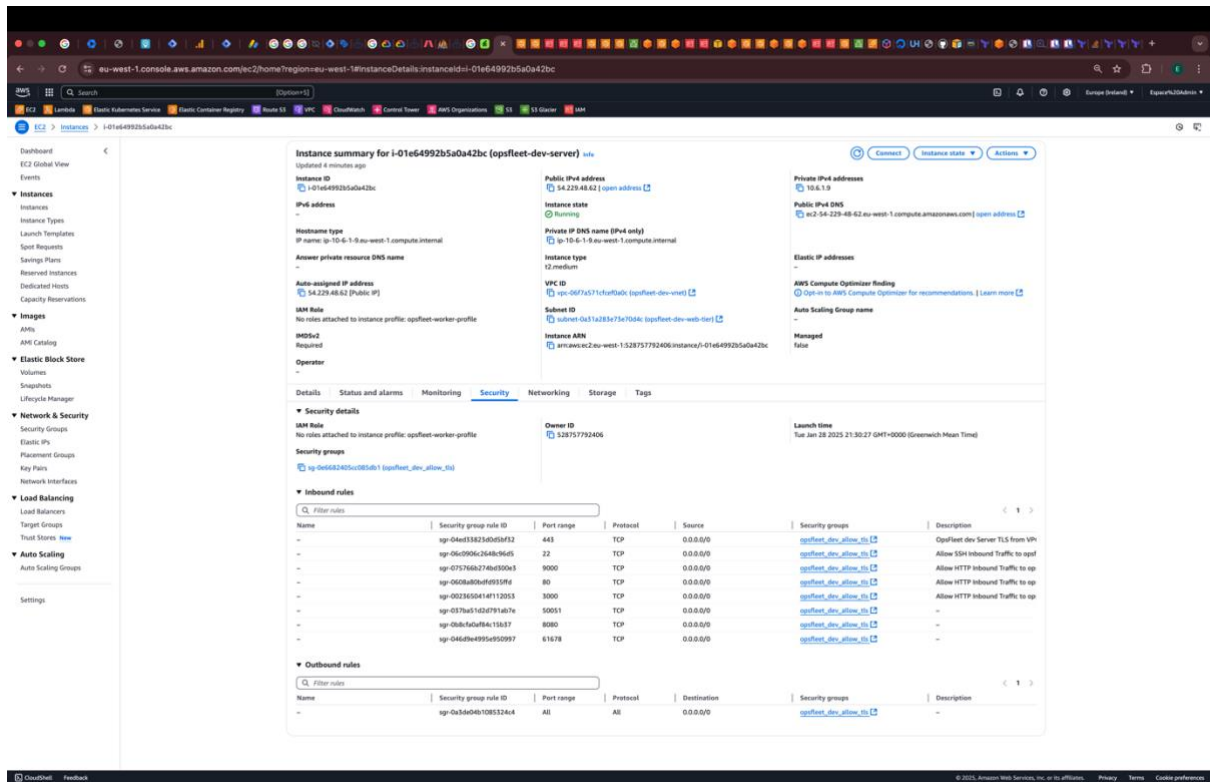 eu-west-1.console.aws.amazon.com/ec2/home?region=eu-west-1#InstanceDetails:instanceId=i-01e64992b5a0a42bc
aws Search [Option+S] Europe (Ireland) Espace%20Admin
EC2 Lambda Elastic Kubernetes Service Elastic Container Registry Route 53 VPC CloudWatch Control Tower AWS Organizations S3 S3 Glacier IAM
EC2 > Instances > i-01e64992b5a0a42bc
Dashboard
EC2 Global View
Events
Instances
Instances
Instance Types
Launch Templates
Spot Requests
Savings Plans
Reserved Instances
Dedicated Hosts
Capacity Reservations
Images
AMIs
AMI Catalog
Elastic Block Store
Volumes
Snapshots
Lifecycle Manager
Network & Security
Security Groups
Elastic IPs
Placement Groups
Key Pairs
Network Interfaces
Load Balancing
Load Balancers
Target Groups
Trust Stores New
Auto Scaling
Auto Scaling Groups
Settings
Instance summary for i-01e64992b5a0a42bc (opsfleet-dev-server) Info
Connect Instance state Actions
Updated 4 minutes ago
Instance ID
i-01e64992b5a0a42bc
Public IPv4 address
54.229.48.62 | open address
Private IPv4 addresses
10.6.1.9
IPv6 address
–
Instance state
Running
Public IPv4 DNS
ec2-54-229-48-62.eu-west-1.compute.amazonaws.com | open address
Hostname type
IP name: ip-10-6-1-9.eu-west-1.compute.internal
Private IP DNS name (IPv4 only)
ip-10-6-1-9.eu-west-1.compute.internal
Answer private resource DNS name
–
Instance type
t2.medium
Elastic IP addresses
–
Auto-assigned IP address
54.229.48.62 [Public IP]
VPC ID
vpc-06f7a571cfcef0a0c (opsfleet-dev-vnet)
AWS Compute Optimizer finding
Opt-in to AWS Compute Optimizer for recommendations. | Learn more
IAM Role
No roles attached to instance profile: opsfleet-worker-profile
Subnet ID
subnet-0a31a283e73e70d4c (opsfleet-dev-web-tier)
Auto Scaling Group name
–
IMDSv2
Required
Instance ARN
arn:aws:ec2:eu-west-1:528757792406:instance/i-01e64992b5a0a42bc
Managed
false
Operator
–
Details Status and alarms Monitoring Security Networking Storage Tags
Security details
IAM Role
No roles attached to instance profile: opsfleet-worker-profile
Owner ID
528757792406
Launch time
Tue Jan 28 2025 21:30:27 GMT+0000 (Greenwich Mean Time)
Security groups
sg-0e6682405cc085db1 (opsfleet_dev_allow_tls)
Inbound rules
Filter rules
1
Name Security group rule ID Port range Protocol Source Security groups Description
– sgr-04ed33823d0d5bf32 443 TCP 0.0.0.0/0 opsfleet_dev_allow_tls OpsFleet dev Server TLS from VPC
– sgr-06c0906c2648c96d5 22 TCP 0.0.0.0/0 opsfleet_dev_allow_tls Allow SSH Inbound Traffic to opsf
– sgr-075766b274bd300e3 9000 TCP 0.0.0.0/0 opsfleet_dev_allow_tls Allow HTTP Inbound Traffic to op
– sgr-0608a80bdfd935ffd 80 TCP 0.0.0.0/0 opsfleet_dev_allow_tls Allow HTTP Inbound Traffic to op
– sgr-0023650414f112053 3000 TCP 0.0.0.0/0 opsfleet_dev_allow_tls Allow HTTP Inbound Traffic to op
– sgr-037ba51d2d791ab7e 50051 TCP 0.0.0.0/0 opsfleet_dev_allow_tls –
– sgr-0b8cfa0af84c15b37 8080 TCP 0.0.0.0/0 opsfleet_dev_allow_tls –
– sgr-046d9e4995e950997 61678 TCP 0.0.0.0/0 opsfleet_dev_allow_tls –
Outbound rules
Filter rules
1
Name Security group rule ID Port range Protocol Destination Security groups Description
– sgr-0a3de04b1085324c4 All All 0.0.0.0/0 opsfleet_dev_allow_tls –
CloudShell Feedback © 2025, Amazon Web Services, Inc. or its affiliates. Privacy Terms Cookie preferences